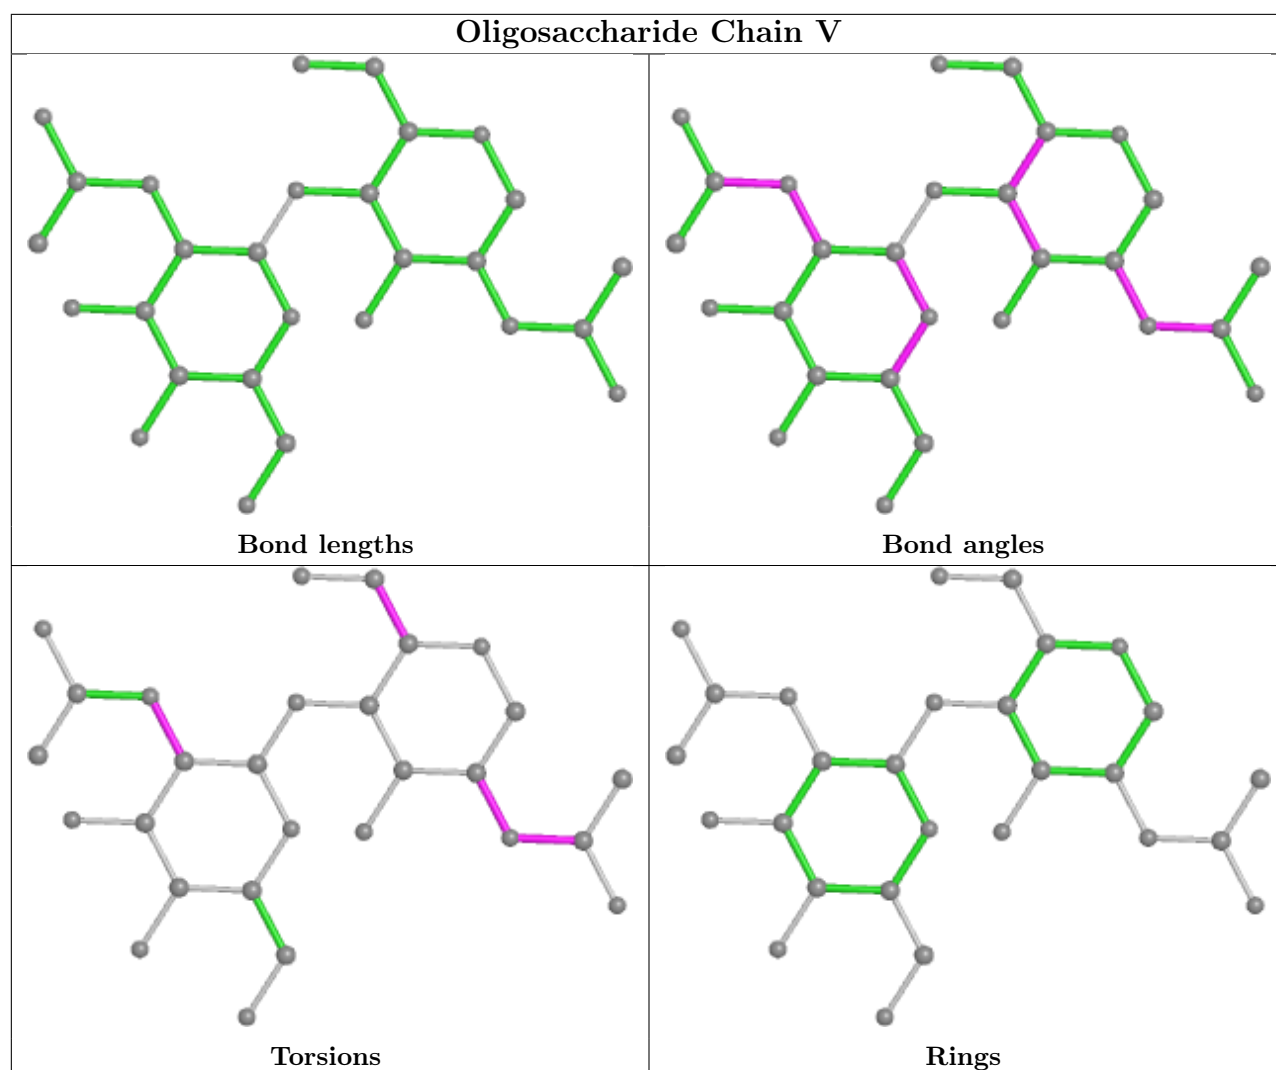 Oligosaccharide Chain V
Bond lengths
Bond angles
Torsions
Rings